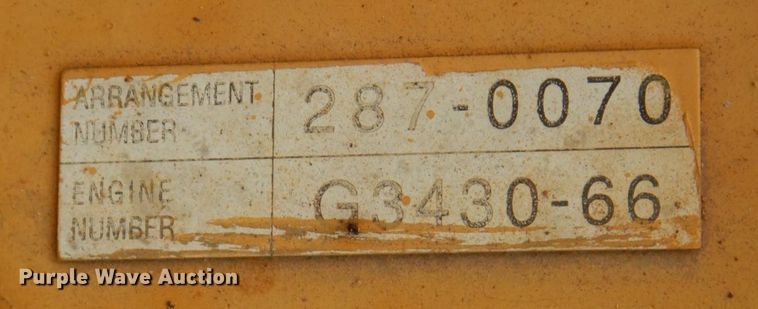 ARRANGEMENT NUMBER 287-0070
ENGINE NUMBER G3430-66
Purple Wave Auction